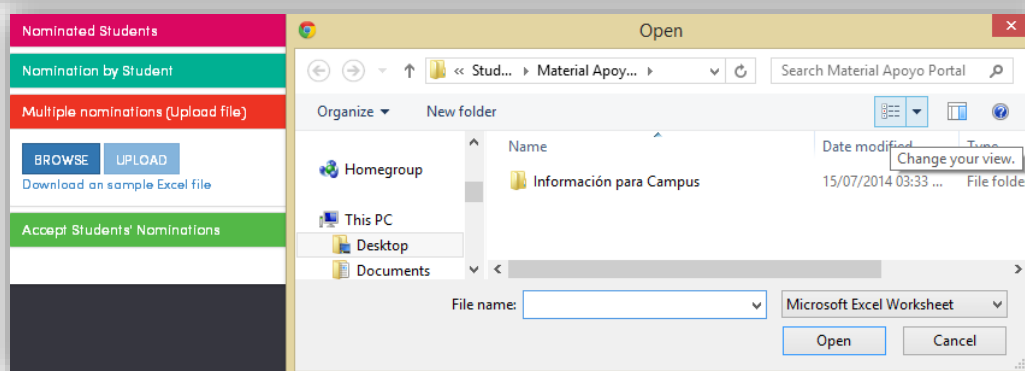 Nominated Students
Nomination by Student
Multiple nominations (Upload file)
BROWSE UPLOAD
Download an sample Excel file
Accept Students' Nominations
Open
« Stud... Material Apoy...
Search Material Apoyo Portal
Organize New folder
Homegroup
This PC
Desktop
Documents
Name Date modified Type
Change your view.
Información para Campus 15/07/2014 03:33 ... File folde
File name:
Microsoft Excel Worksheet
Open Cancel